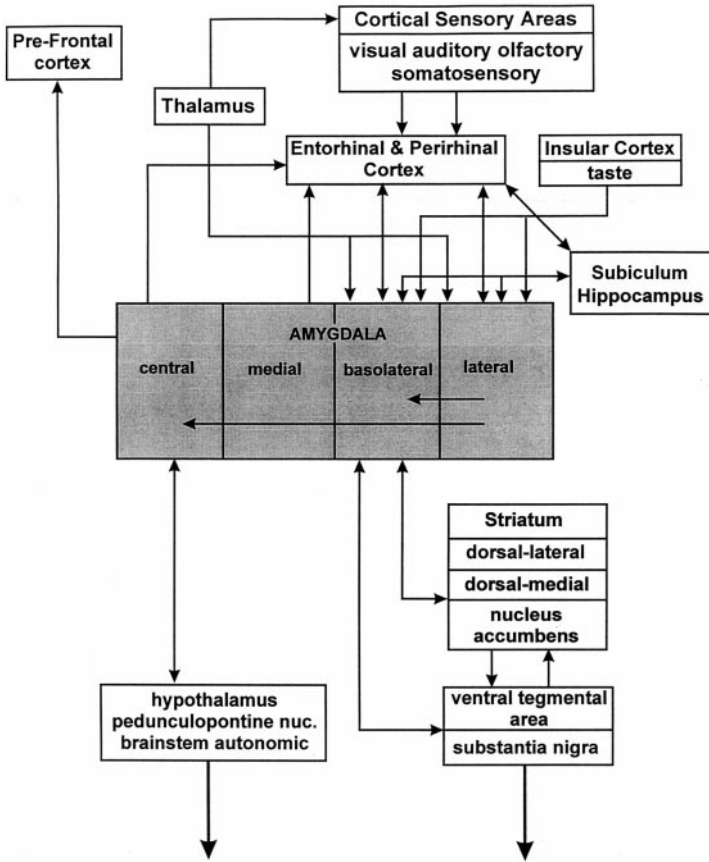 Cortical Sensory Areas
visual auditory olfactory
somatosensory
Pre-Frontal
cortex
Thalamus
Entorhinal & Perirhinal
Cortex
Insular Cortex
taste
Subiculum
Hippocampus
AMYGDALA
central
medial
basolateral
lateral
Striatum
dorsal-lateral
dorsal-medial
nucleus
accumbens
hypothalamus
pedunculopontine nuc.
brainstem autonomic
ventral tegmental
area
substantia nigra